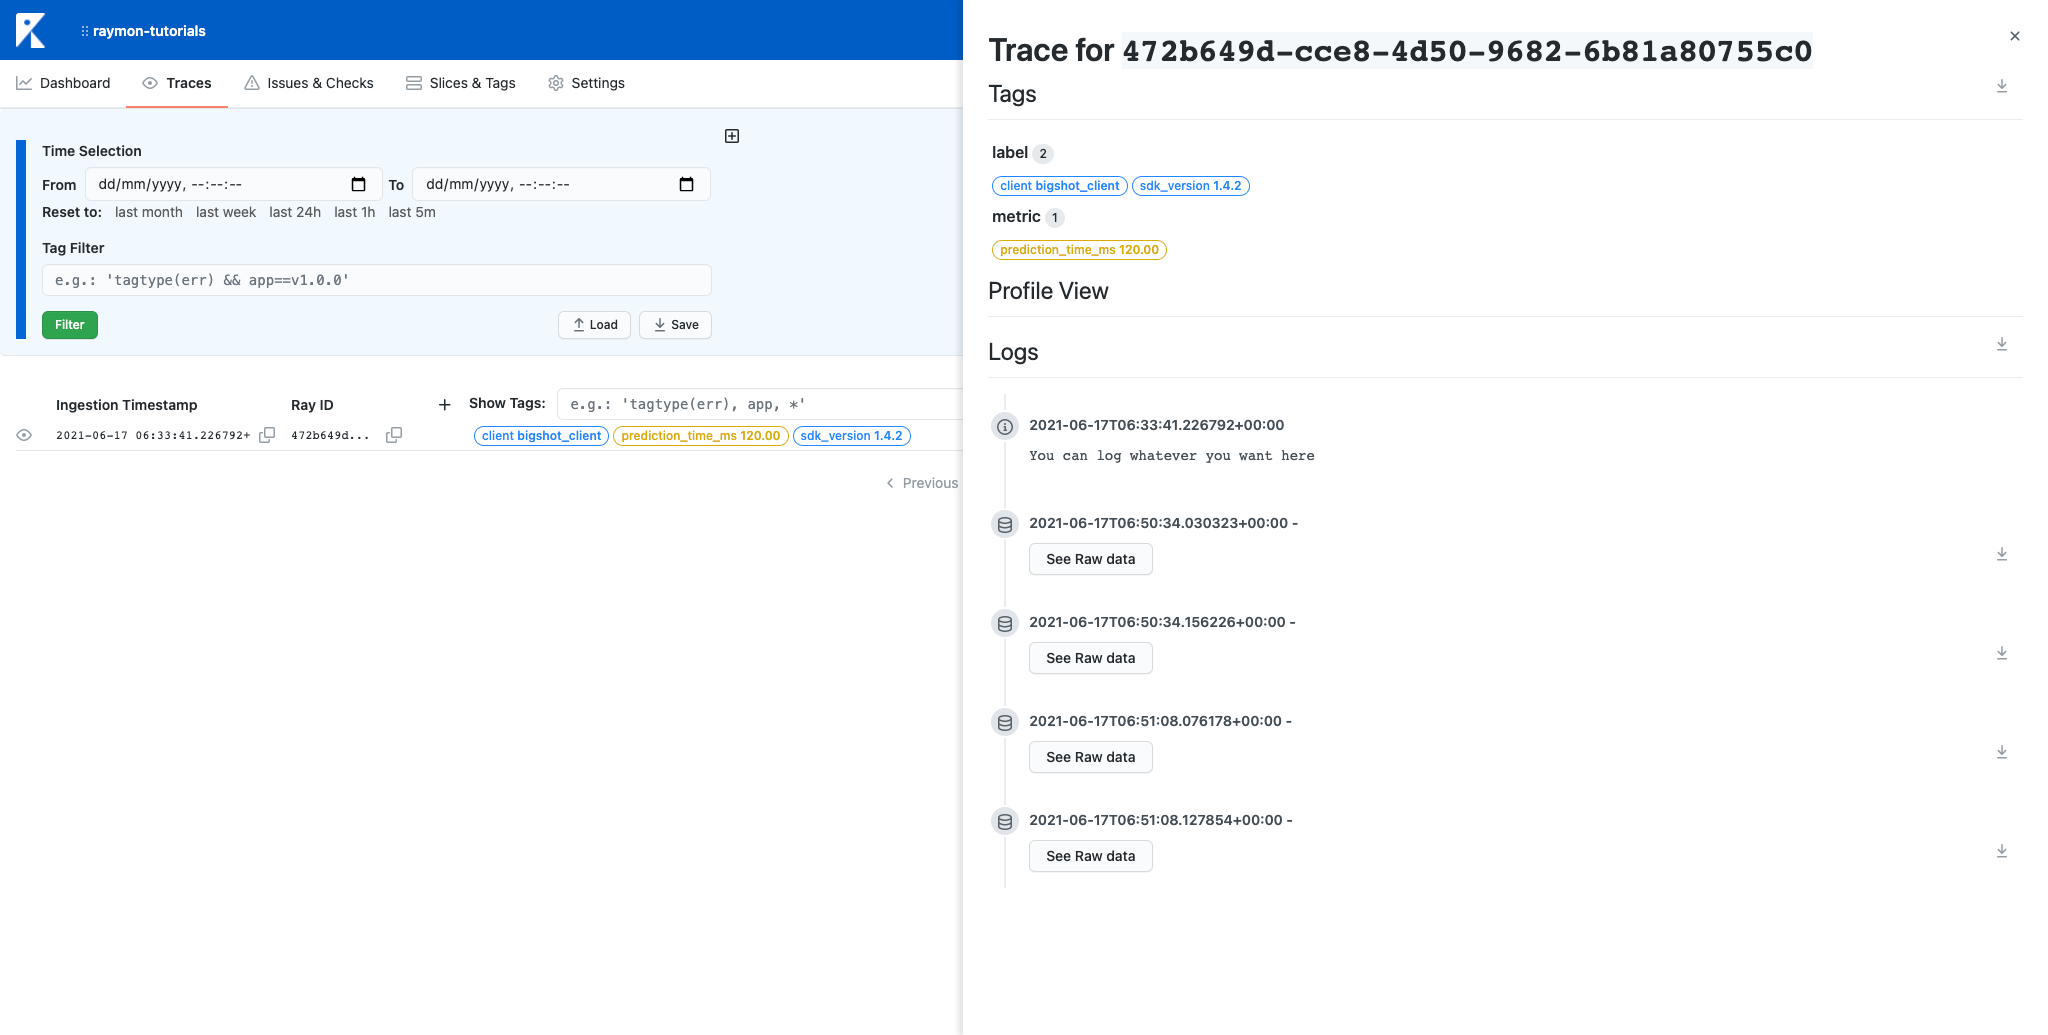 raymon-tutorials
Dashboard Traces Issues & Checks Slices & Tags Settings
Time Selection
From dd/mm/yyyy, --:--:-- To dd/mm/yyyy, --:--:--
Reset to: last month last week last 24h last 1h last 5m
Tag Filter
e.g.: 'tagtype(err) && app==v1.0.0'
Filter Load Save
Ingestion Timestamp Ray ID + Show Tags: e.g.: 'tagtype(err), app, *'
2021-06-17 06:33:41.226792+ 472b649d... client bigshot_client prediction_time_ms 120.00 sdk_version 1.4.2
Previous
Trace for 472b649d-cce8-4d50-9682-6b81a80755c0
Tags
label 2
client bigshot_client sdk_version 1.4.2
metric 1
prediction_time_ms 120.00
Profile View
Logs
2021-06-17T06:33:41.226792+00:00
You can log whatever you want here
2021-06-17T06:50:34.030323+00:00 -
See Raw data
2021-06-17T06:50:34.156226+00:00 -
See Raw data
2021-06-17T06:51:08.076178+00:00 -
See Raw data
2021-06-17T06:51:08.127854+00:00 -
See Raw data